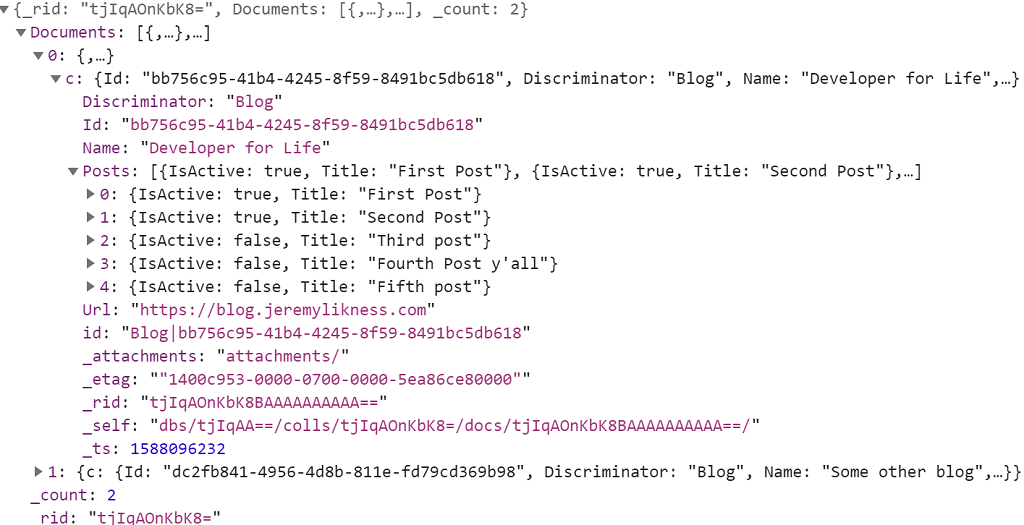 {_rid: "tjIqAOnKbK8=", Documents: [{,…},…], _count: 2}
Documents: [{,…},…]
0: {,…}
c: {Id: "bb756c95-41b4-4245-8f59-8491bc5db618", Discriminator: "Blog", Name: "Developer for Life",…}
Discriminator: "Blog"
Id: "bb756c95-41b4-4245-8f59-8491bc5db618"
Name: "Developer for Life"
Posts: [{IsActive: true, Title: "First Post"}, {IsActive: true, Title: "Second Post"},…]
0: {IsActive: true, Title: "First Post"}
1: {IsActive: true, Title: "Second Post"}
2: {IsActive: false, Title: "Third post"}
3: {IsActive: false, Title: "Fourth Post y'all"}
4: {IsActive: false, Title: "Fifth post"}
Url: "https://blog.jeremylikness.com"
id: "Blog|bb756c95-41b4-4245-8f59-8491bc5db618"
_attachments: "attachments/"
_etag: ""1400c953-0000-0700-0000-5ea86ce80000""
_rid: "tjIqAOnKbK8BAAAAAAAAAA=="
_self: "dbs/tjIqAA==/colls/tjIqAOnKbK8=/docs/tjIqAOnKbK8BAAAAAAAAAA==/"
_ts: 1588096232
1: {c: {Id: "dc2fb841-4956-4d8b-811e-fd79cd369b98", Discriminator: "Blog", Name: "Some other blog",…}}
_count: 2
_rid: "tjIqAOnKbK8="